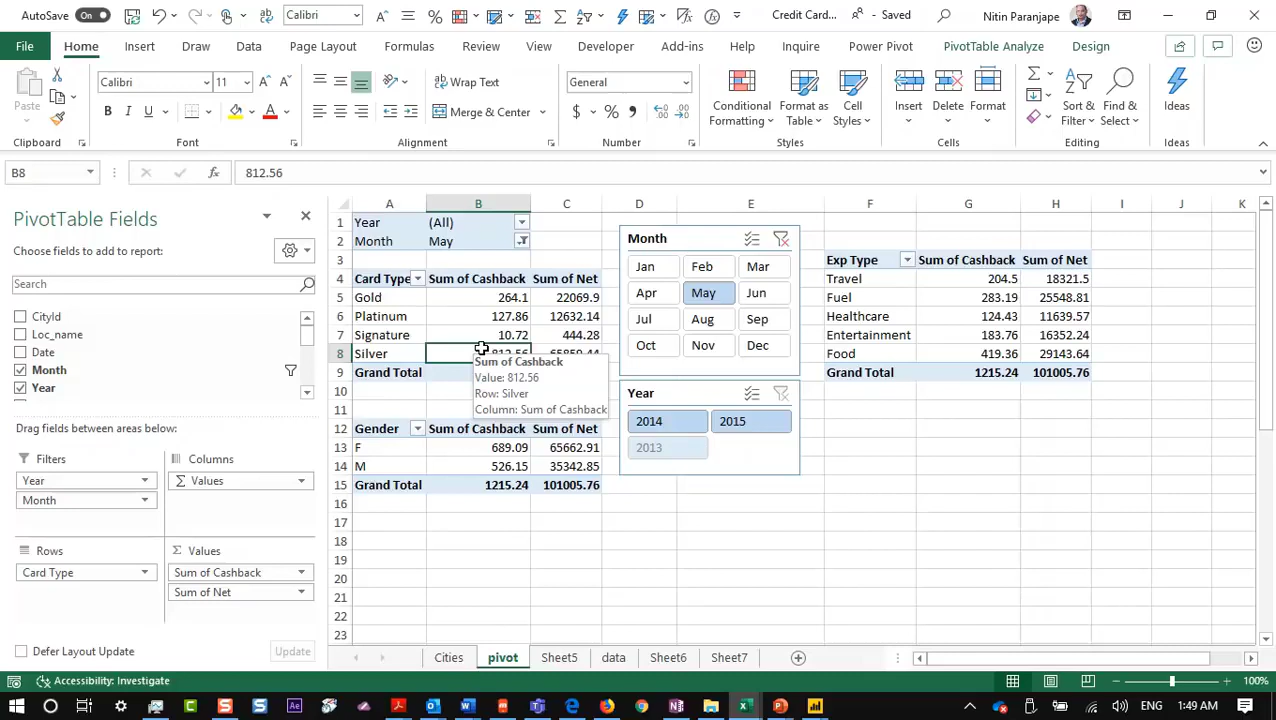 AutoSave On Calibri Credit Card... - Saved Nitin Paranjape
File Home Insert Draw Data Page Layout Formulas Review View Developer Add-ins Help Inquire Power Pivot PivotTable Analyze Design
Paste Calibri 11 Wrap Text General Conditional Formatting Format as Table Cell Styles Insert Delete Format Sort & Filter Find & Select Ideas
B I U A Merge & Center $ % ,
Clipboard Font Alignment Number Styles Cells Editing Ideas
B8 fx 812.56
PivotTable Fields
Choose fields to add to report:
Search
CityId
Loc_name
Date
Month
Year
Drag fields between areas below:
Filters Columns
Year Values
Month
Rows Values
Card Type Sum of Cashback
Sum of Net
Defer Layout Update Update
A B C D E F G H I J K
1 Year (All)
2 Month May
3
4 Card Type Sum of Cashback Sum of Net
5 Gold 264.1 22069.9
6 Platinum 127.86 12632.14
7 Signature 10.72 444.28
8 Silver 812.56 65859.44
9 Grand Total
10
11
12 Gender Sum of Cashback Sum of Net
13 F 689.09 65662.91
14 M 526.15 35342.85
15 Grand Total 1215.24 101005.76
16
17
18
19
20
21
22
23
Sum of Cashback
Value: 812.56
Row: Silver
Column: Sum of Cashback
Month
Jan Feb Mar
Apr May Jun
Jul Aug Sep
Oct Nov Dec
Year
2014 2015
2013
Exp Type Sum of Cashback Sum of Net
Travel 204.5 18321.5
Fuel 283.19 25548.81
Healthcare 124.43 11639.57
Entertainment 183.76 16352.24
Food 419.36 29143.64
Grand Total 1215.24 101005.76
Cities pivot Sheet5 data Sheet6 Sheet7
Accessibility: Investigate 100%
ENG 1:49 AM